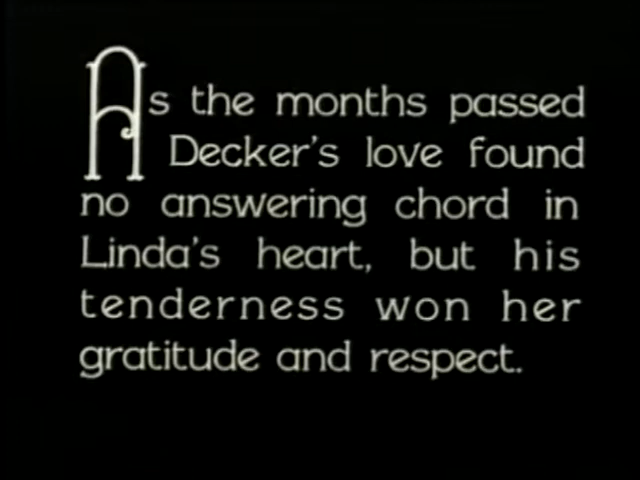 As the months passed
Decker's love found
no answering chord in
Linda's heart, but his
tenderness won her
gratitude and respect.